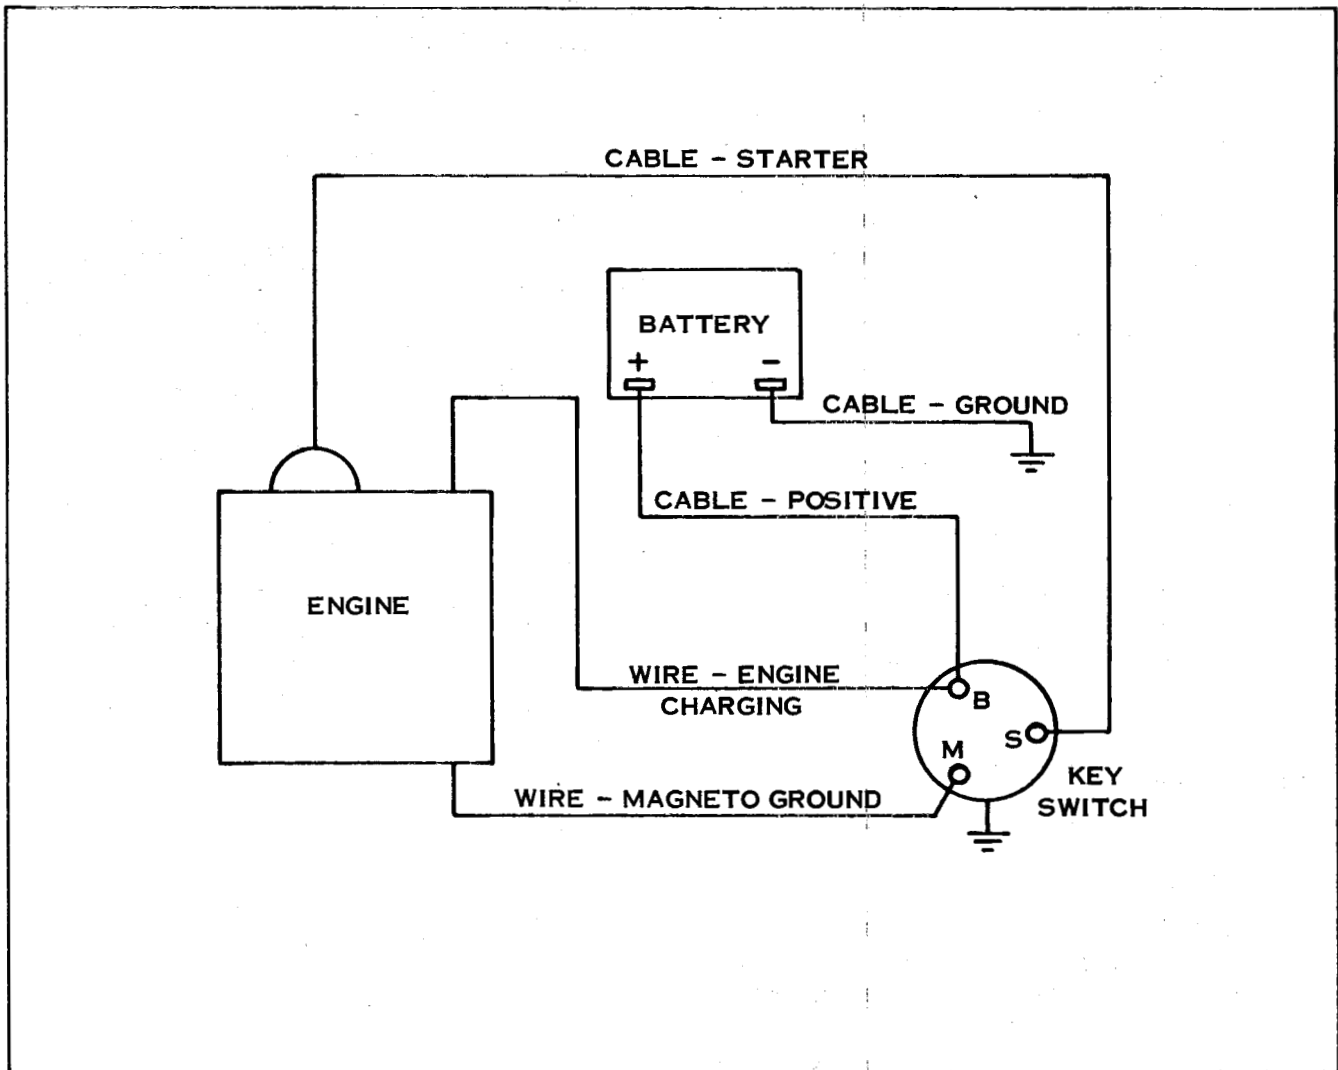 CABLE - STARTER
BATTERY
+ -
CABLE - GROUND
CABLE - POSITIVE
ENGINE
WIRE - ENGINE
CHARGING
B
S
M
KEY
SWITCH
WIRE - MAGNETO GROUND